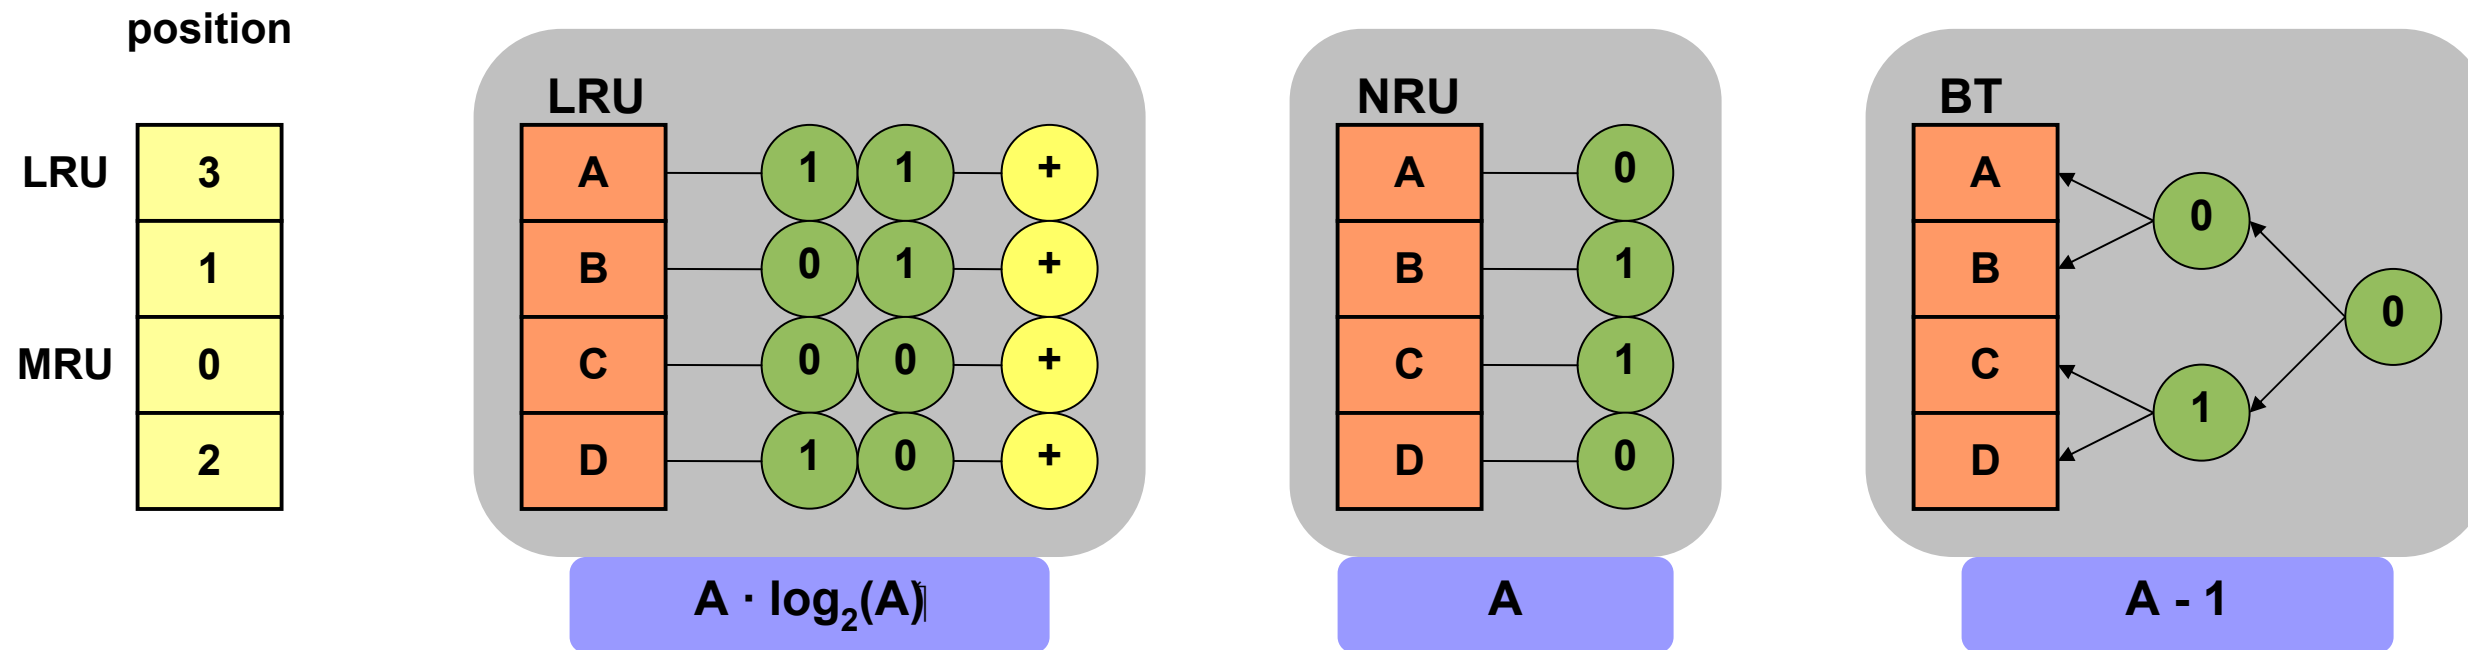 position
LRU
MRU
3
1
0
2
LRU
A 1 1 +
B 0 1 +
C 0 0 +
D 1 0 +
A · log2(A)
NRU
A 0
B 1
C 1
D 0
A
BT
A
B
C
D
0
1
0
A - 1